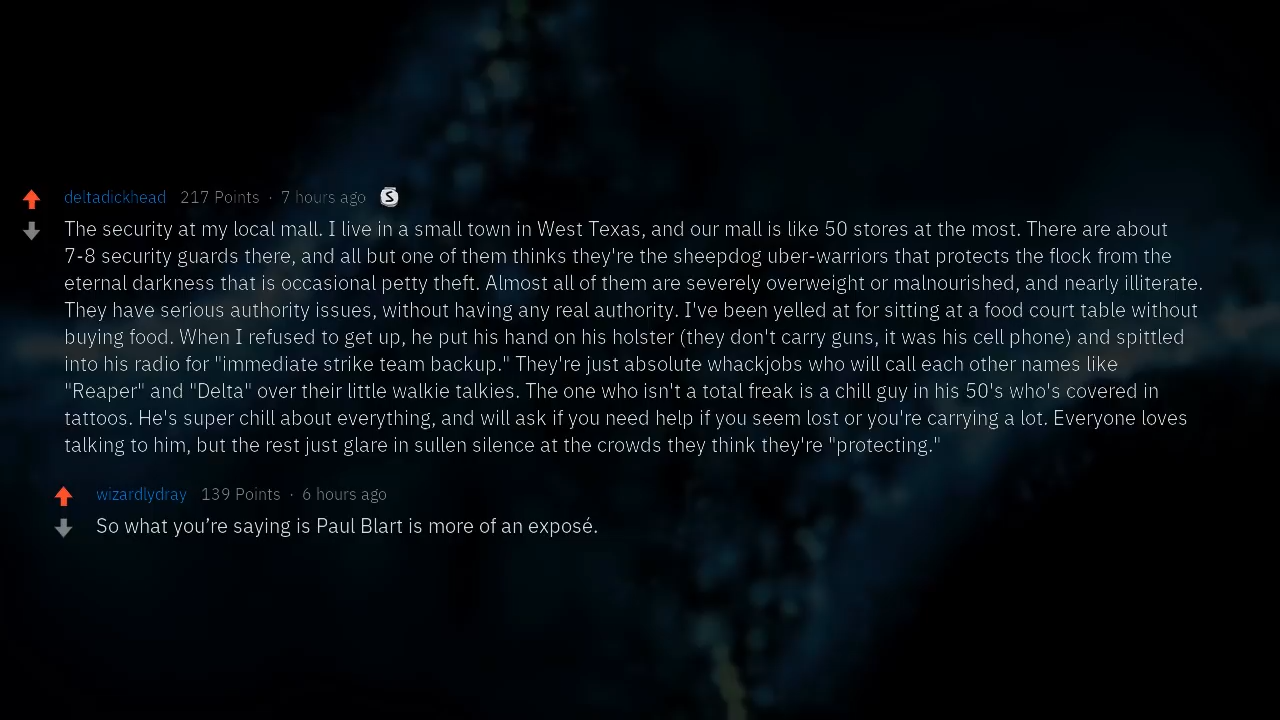 deltadickhead 217 Points · 7 hours ago S
The security at my local mall. I live in a small town in West Texas, and our mall is like 50 stores at the most. There are about
7-8 security guards there, and all but one of them thinks they're the sheepdog uber-warriors that protects the flock from the
eternal darkness that is occasional petty theft. Almost all of them are severely overweight or malnourished, and nearly illiterate.
They have serious authority issues, without having any real authority. I've been yelled at for sitting at a food court table without
buying food. When I refused to get up, he put his hand on his holster (they don't carry guns, it was his cell phone) and spittled
into his radio for "immediate strike team backup." They're just absolute whackjobs who will call each other names like
"Reaper" and "Delta" over their little walkie talkies. The one who isn't a total freak is a chill guy in his 50's who's covered in
tattoos. He's super chill about everything, and will ask if you need help if you seem lost or you're carrying a lot. Everyone loves
talking to him, but the rest just glare in sullen silence at the crowds they think they're "protecting."
wizardlydray 139 Points · 6 hours ago
So what you’re saying is Paul Blart is more of an exposé.